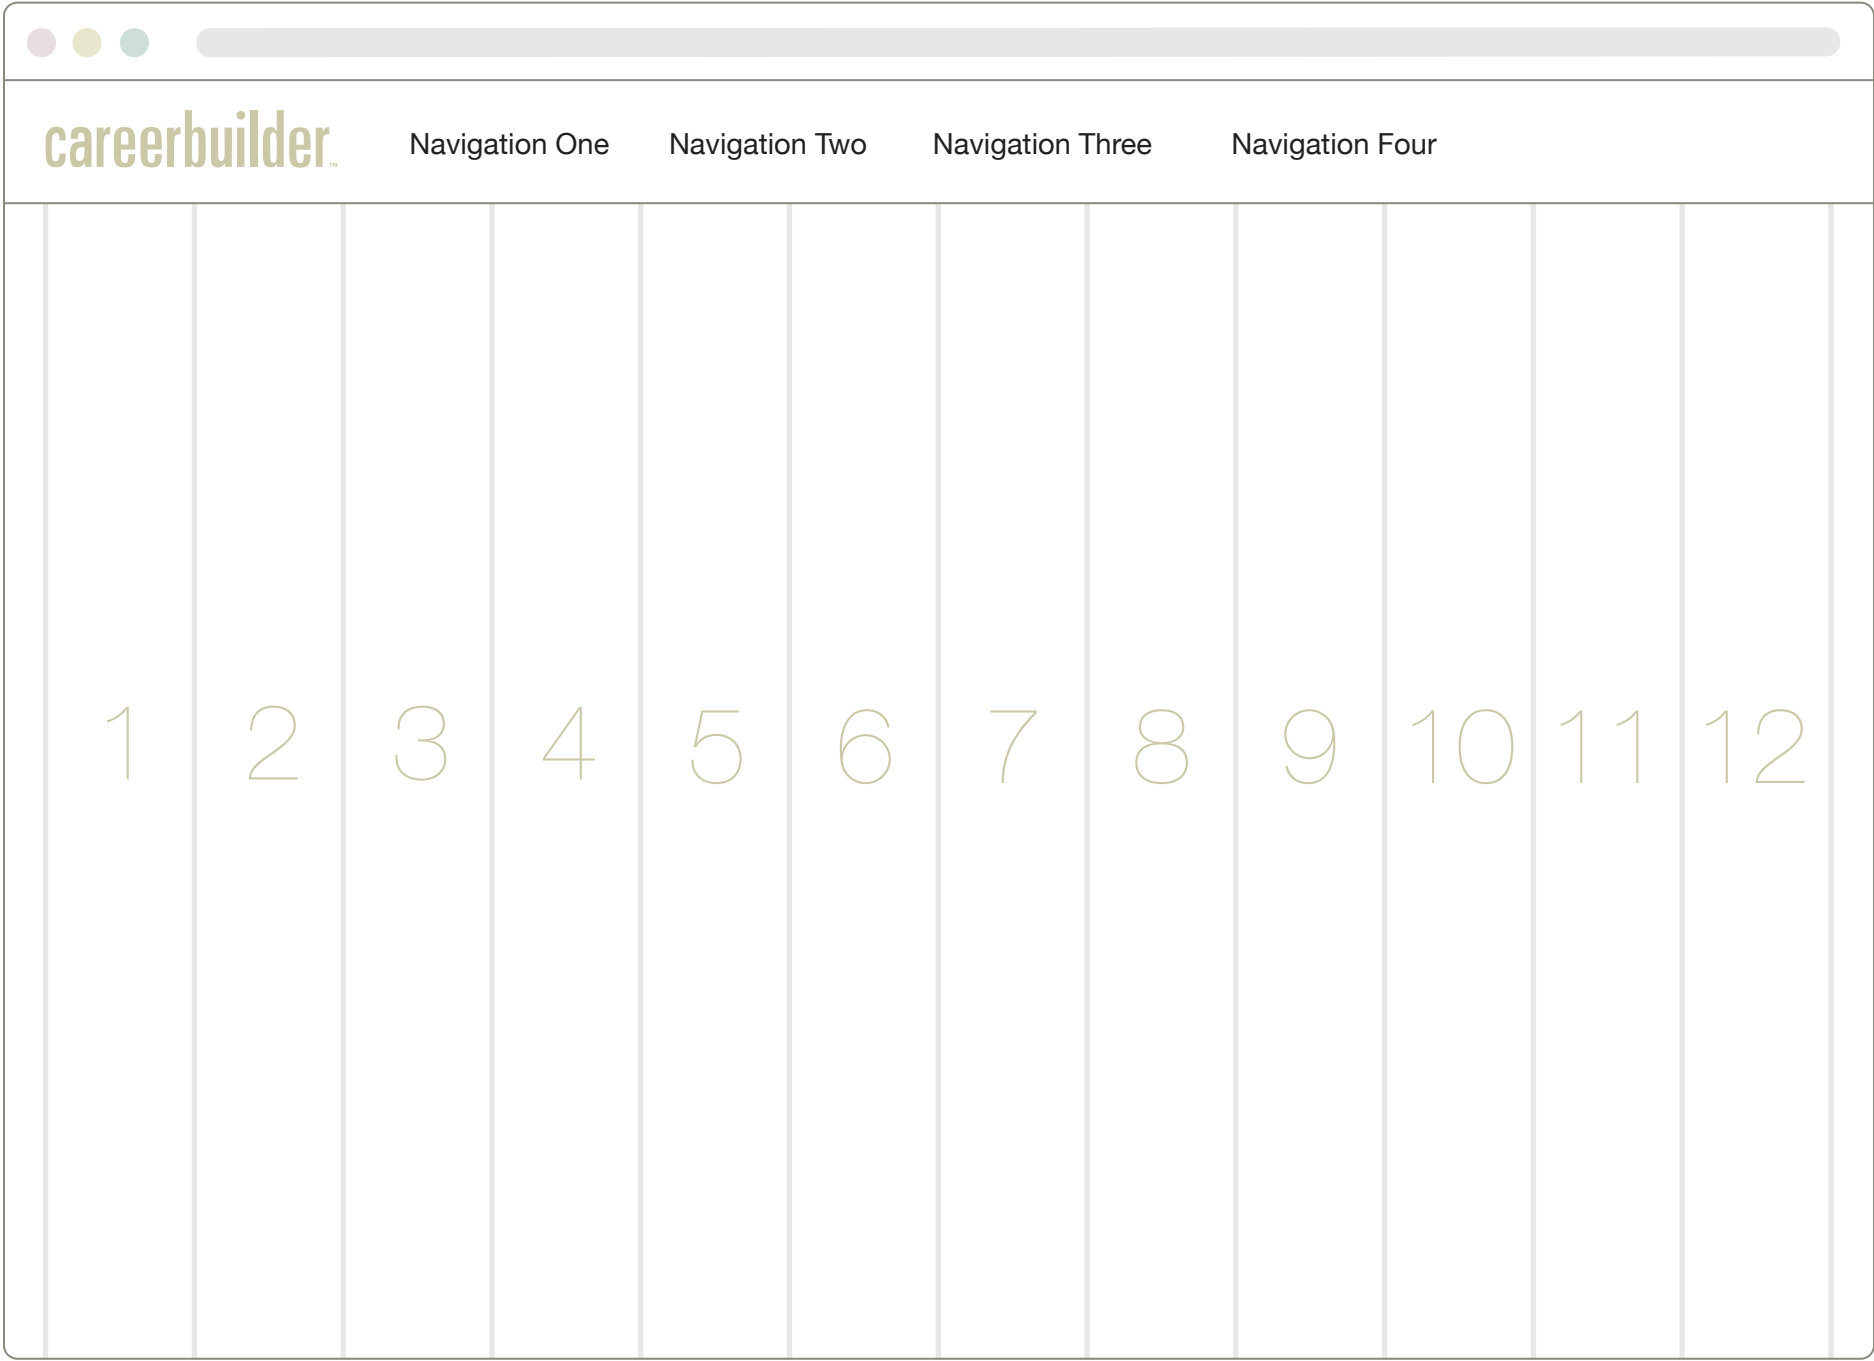 careerbuilder™ Navigation One Navigation Two Navigation Three Navigation Four
1 2 3 4 5 6 7 8 9 10 11 12